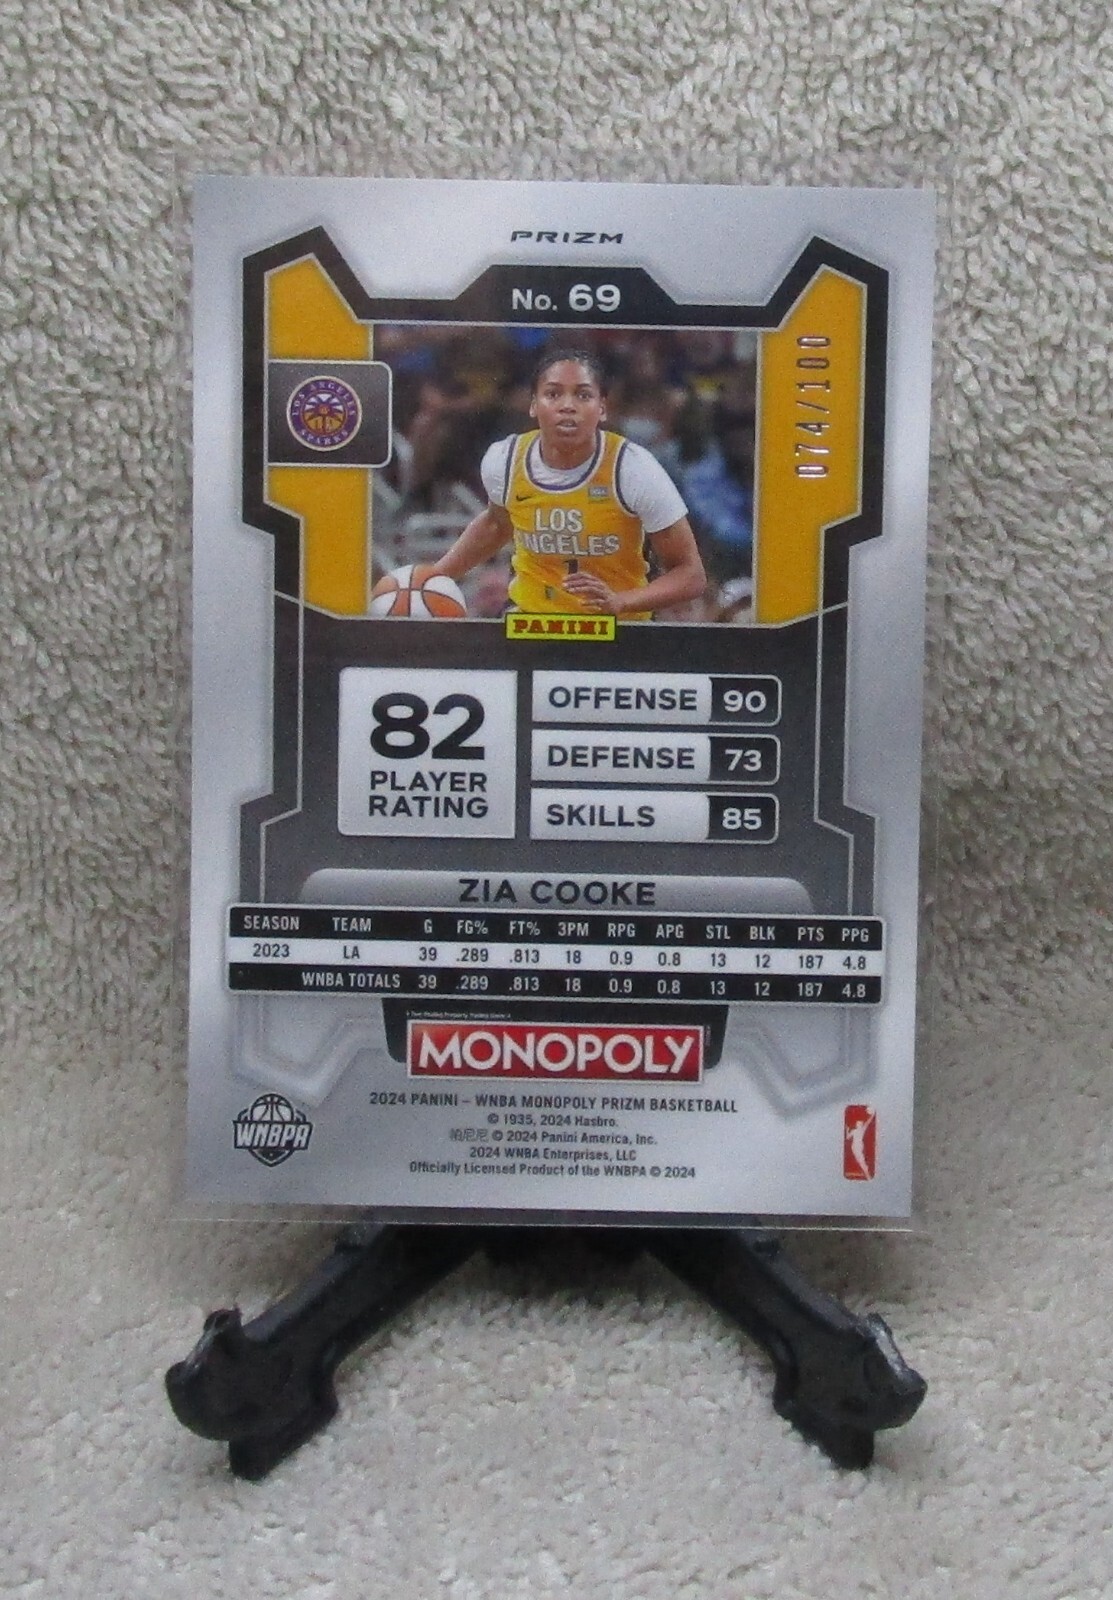 PRIZM
No. 69
074/100
LOS ANGELES
SPARKS
LOS
ANGELES
1
PANINI
82
PLAYER
RATING
OFFENSE 90
DEFENSE 73
SKILLS 85
ZIA COOKE
SEASON TEAM G FG% FT% 3PM RPG APG STL BLK PTS PPG
2023 LA 39 .289 .813 18 0.9 0.8 13 12 187 4.8
WNBA TOTALS 39 .289 .813 18 0.9 0.8 13 12 187 4.8
MONOPOLY
2024 PANINI – WNBA MONOPOLY PRIZM BASKETBALL
© 1935, 2024 Hasbro.
帕尼尼 © 2024 Panini America, Inc.
2024 WNBA Enterprises, LLC
Officially Licensed Product of the WNBPA © 2024
WNBPA